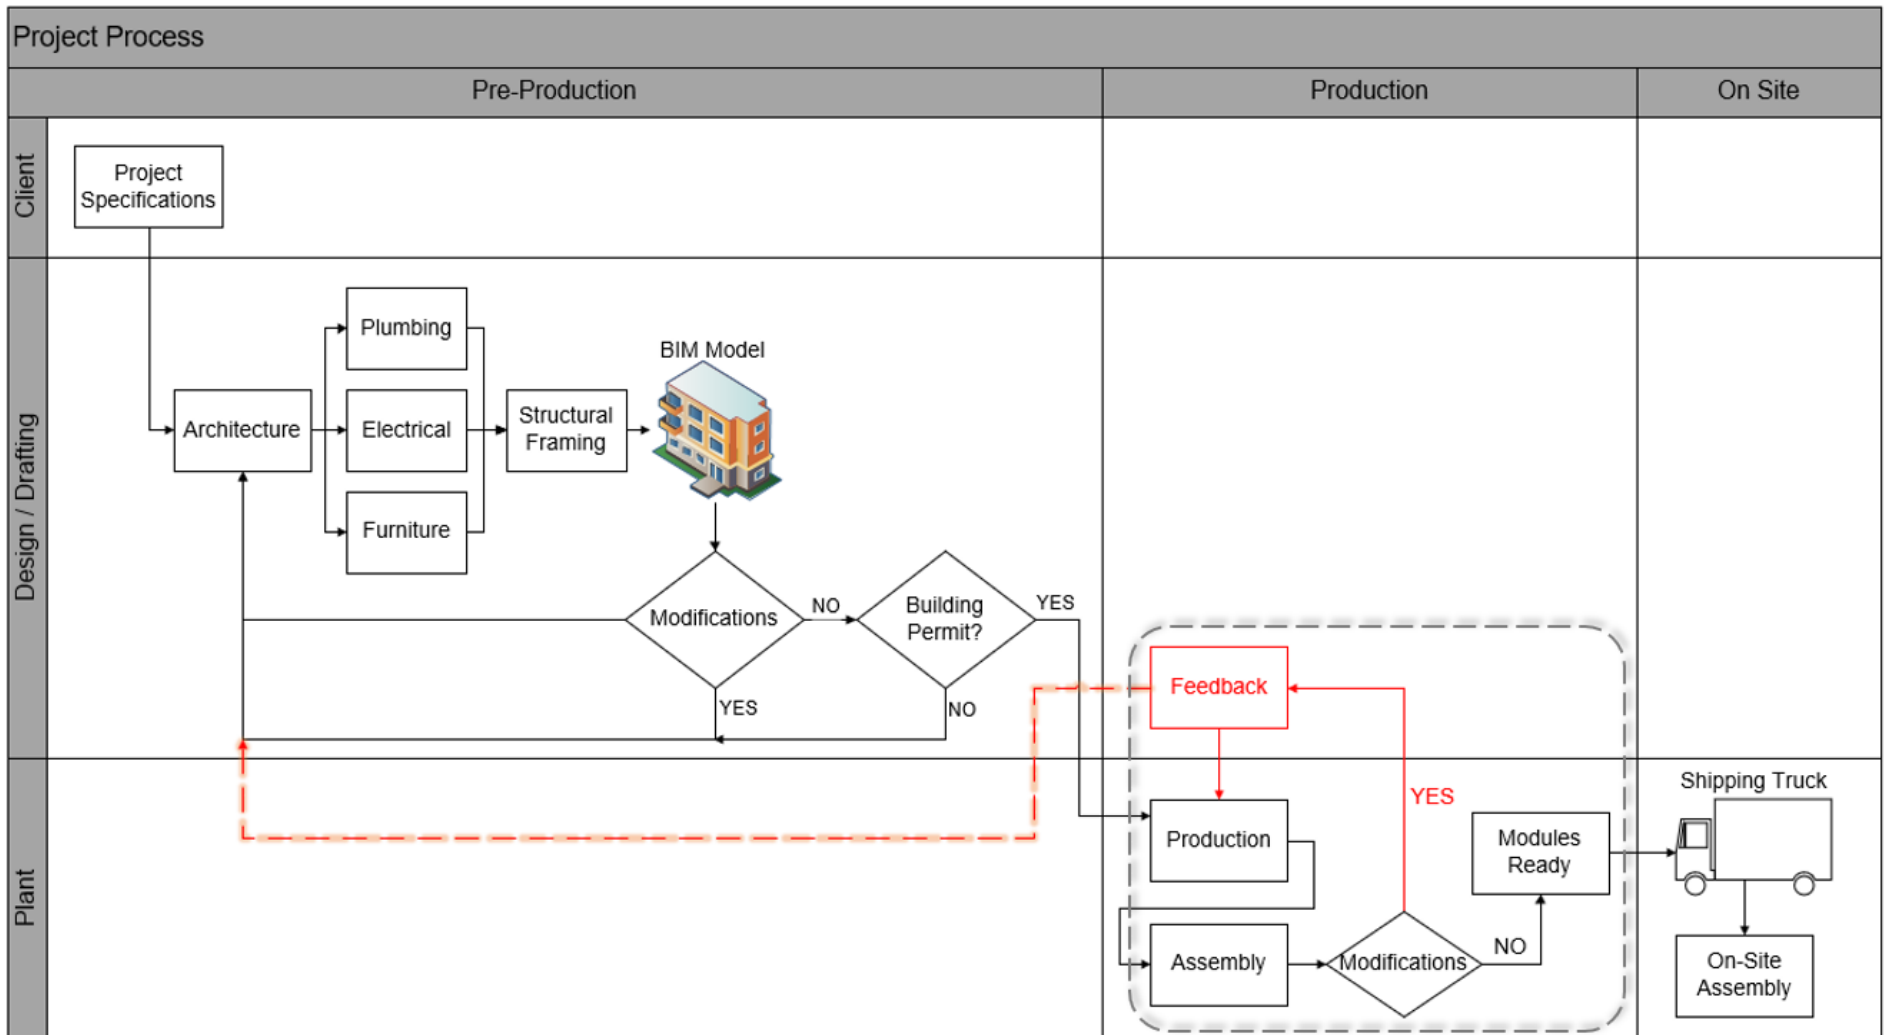 Project Process
Pre-Production
Production
On Site
Client
Project
Specifications
Design / Drafting
Plumbing
BIM Model
Architecture
Electrical
Structural
Framing
Furniture
Modifications
NO
Building
Permit?
YES
YES
NO
Feedback
Plant
YES
Shipping Truck
Production
Modules
Ready
Assembly
Modifications
NO
On-Site
Assembly